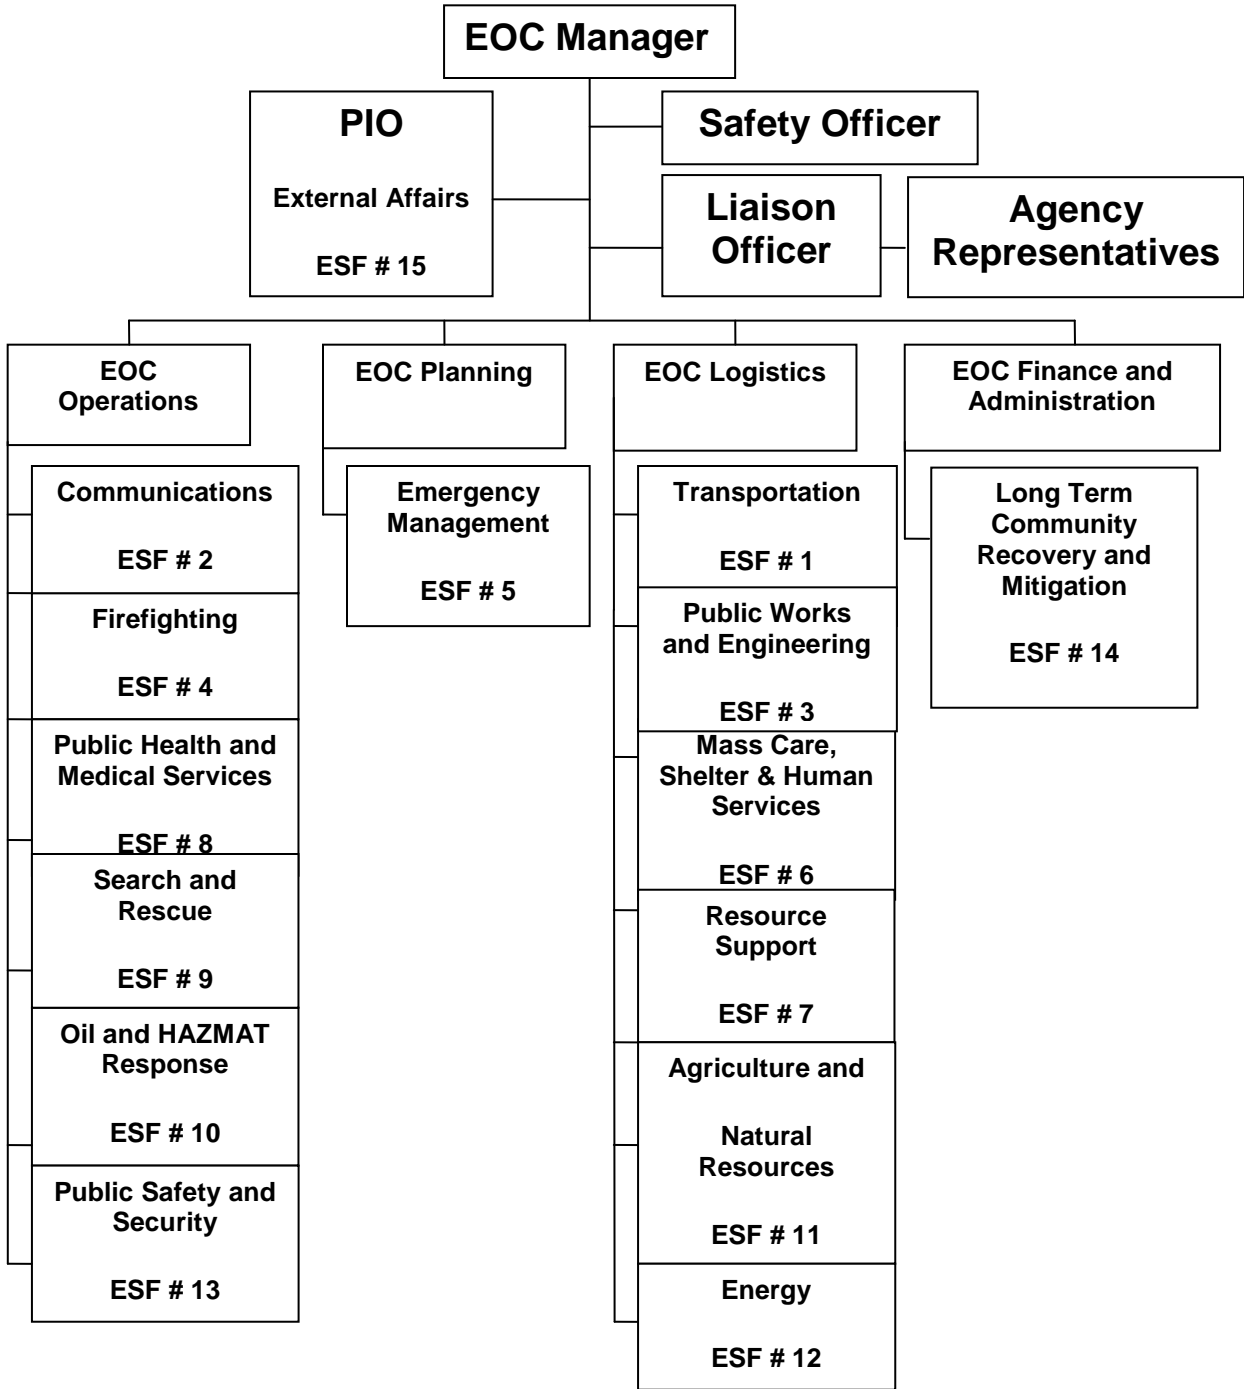 EOC Manager
PIO
External Affairs
ESF # 15
Safety Officer
Liaison
Officer
Agency
Representatives
EOC
Operations
EOC Planning
EOC Logistics
EOC Finance and
Administration
Communications
ESF # 2
Firefighting
ESF # 4
Public Health and
Medical Services
ESF # 8
Search and
Rescue
ESF # 9
Oil and HAZMAT
Response
ESF # 10
Public Safety and
Security
ESF # 13
Emergency
Management
ESF # 5
Transportation
ESF # 1
Public Works
and Engineering
ESF # 3
Mass Care,
Shelter & Human
Services
ESF # 6
Resource
Support
ESF # 7
Agriculture and
Natural
Resources
ESF # 11
Energy
ESF # 12
Long Term
Community
Recovery and
Mitigation
ESF # 14